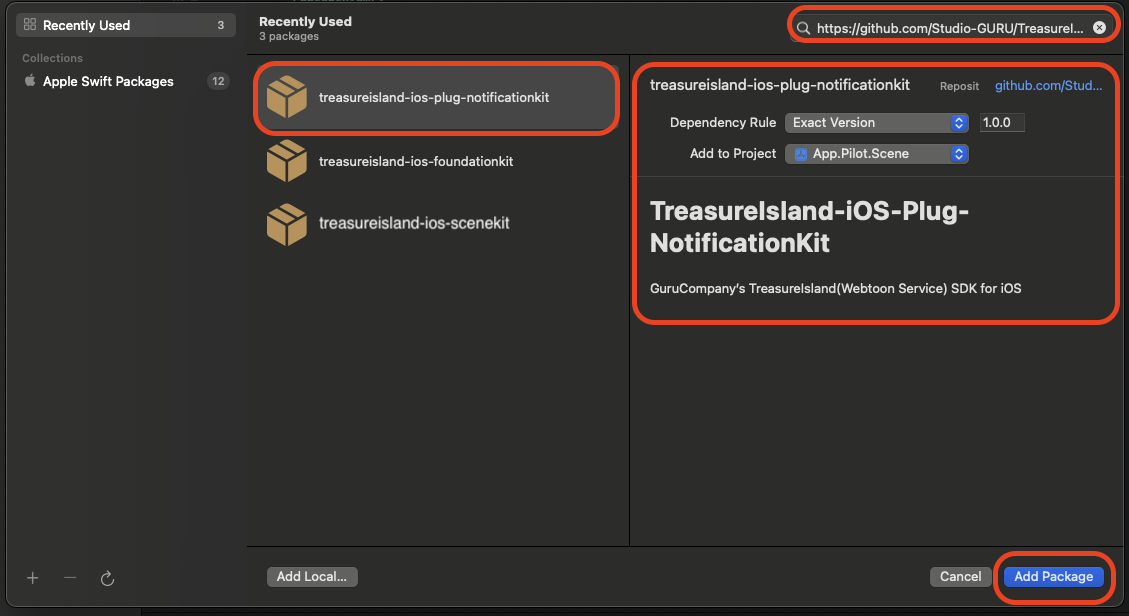 Recently Used
3
Collections
Apple Swift Packages
12
Recently Used
3 packages
https://github.com/Studio-GURU/TreasureI...
treasureisland-ios-plug-notificationkit
treasureisland-ios-foundationkit
treasureisland-ios-scenekit
treasureisland-ios-plug-notificationkit
Reposit
github.com/Stud...
Dependency Rule
Exact Version
1.0.0
Add to Project
App.Pilot.Scene
TreasureIsland-iOS-Plug-
NotificationKit
GuruCompany's TreasureIsland(Webtoon Service) SDK for iOS
Add Local...
Cancel
Add Package